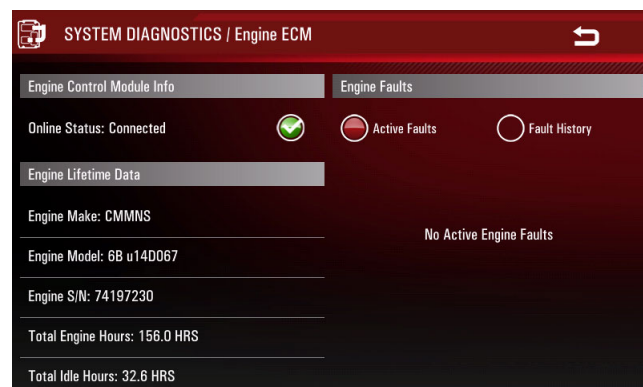 SYSTEM DIAGNOSTICS / Engine ECM
Engine Control Module Info
Online Status: Connected
Engine Lifetime Data
Engine Make: CMMNS
Engine Model: 6B u14D067
Engine S/N: 74197230
Total Engine Hours: 156.0 HRS
Total Idle Hours: 32.6 HRS
Engine Faults
Active Faults
Fault History
No Active Engine Faults